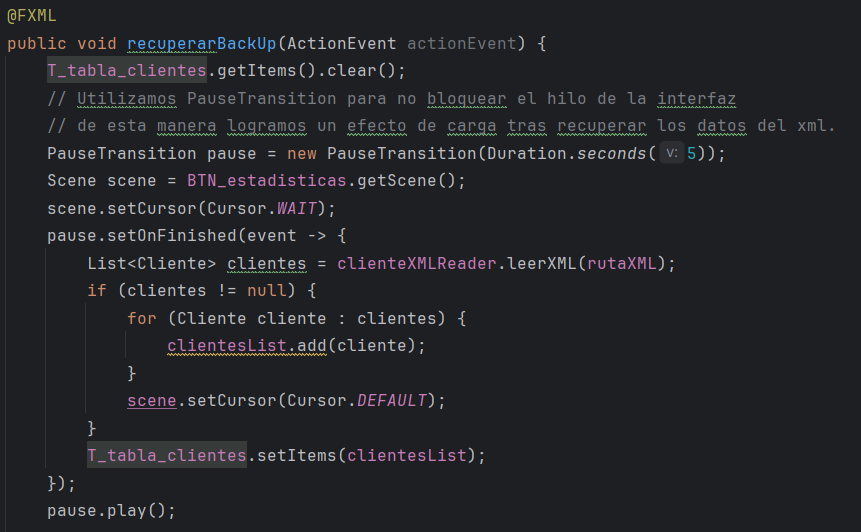 @FXML
public void recuperarBackUp(ActionEvent actionEvent) {
    T_tabla_clientes.getItems().clear();
    // Utilizamos PauseTransition para no bloquear el hilo de la interfaz
    // de esta manera logramos un efecto de carga tras recuperar los datos del xml.
    PauseTransition pause = new PauseTransition(Duration.seconds( v: 5));
    Scene scene = BTN_estadisticas.getScene();
    scene.setCursor(Cursor.WAIT);
    pause.setOnFinished(event -> {
        List<Cliente> clientes = clienteXMLReader.leerXML(rutaXML);
        if (clientes != null) {
            for (Cliente cliente : clientes) {
                clientesList.add(cliente);
            }
            scene.setCursor(Cursor.DEFAULT);
        }
        T_tabla_clientes.setItems(clientesList);
    });
    pause.play();